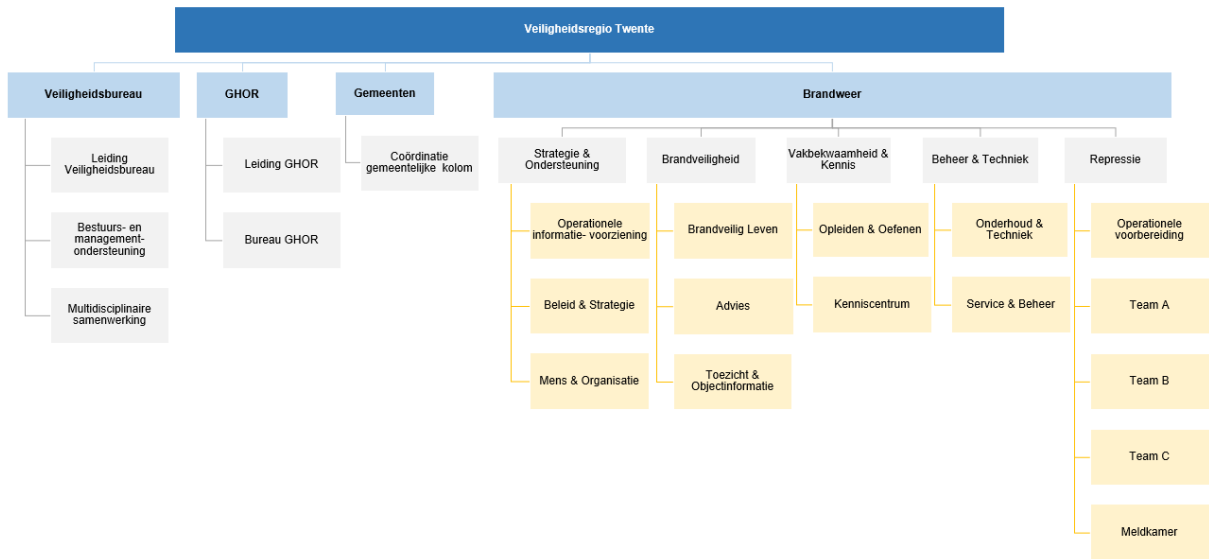 Veiligheidsregio Twente
Veiligheidsbureau
GHOR
Gemeenten
Brandweer
Leiding
Veiligheidsbureau
Bestuurs- en
management-
ondersteuning
Multidisciplinaire
samenwerking
Leiding GHOR
Bureau GHOR
Coördinatie
gemeentelijke kolom
Strategie &
Ondersteuning
Operationele
informatie- voorziening
Beleid & Strategie
Mens & Organisatie
Brandveiligheid
Brandveilig Leven
Advies
Toezicht &
Objectinformatie
Vakbekwaamheid &
Kennis
Opleiden & Oefenen
Kenniscentrum
Beheer & Techniek
Onderhoud &
Techniek
Service & Beheer
Repressie
Operationele
voorbereiding
Team A
Team B
Team C
Meldkamer